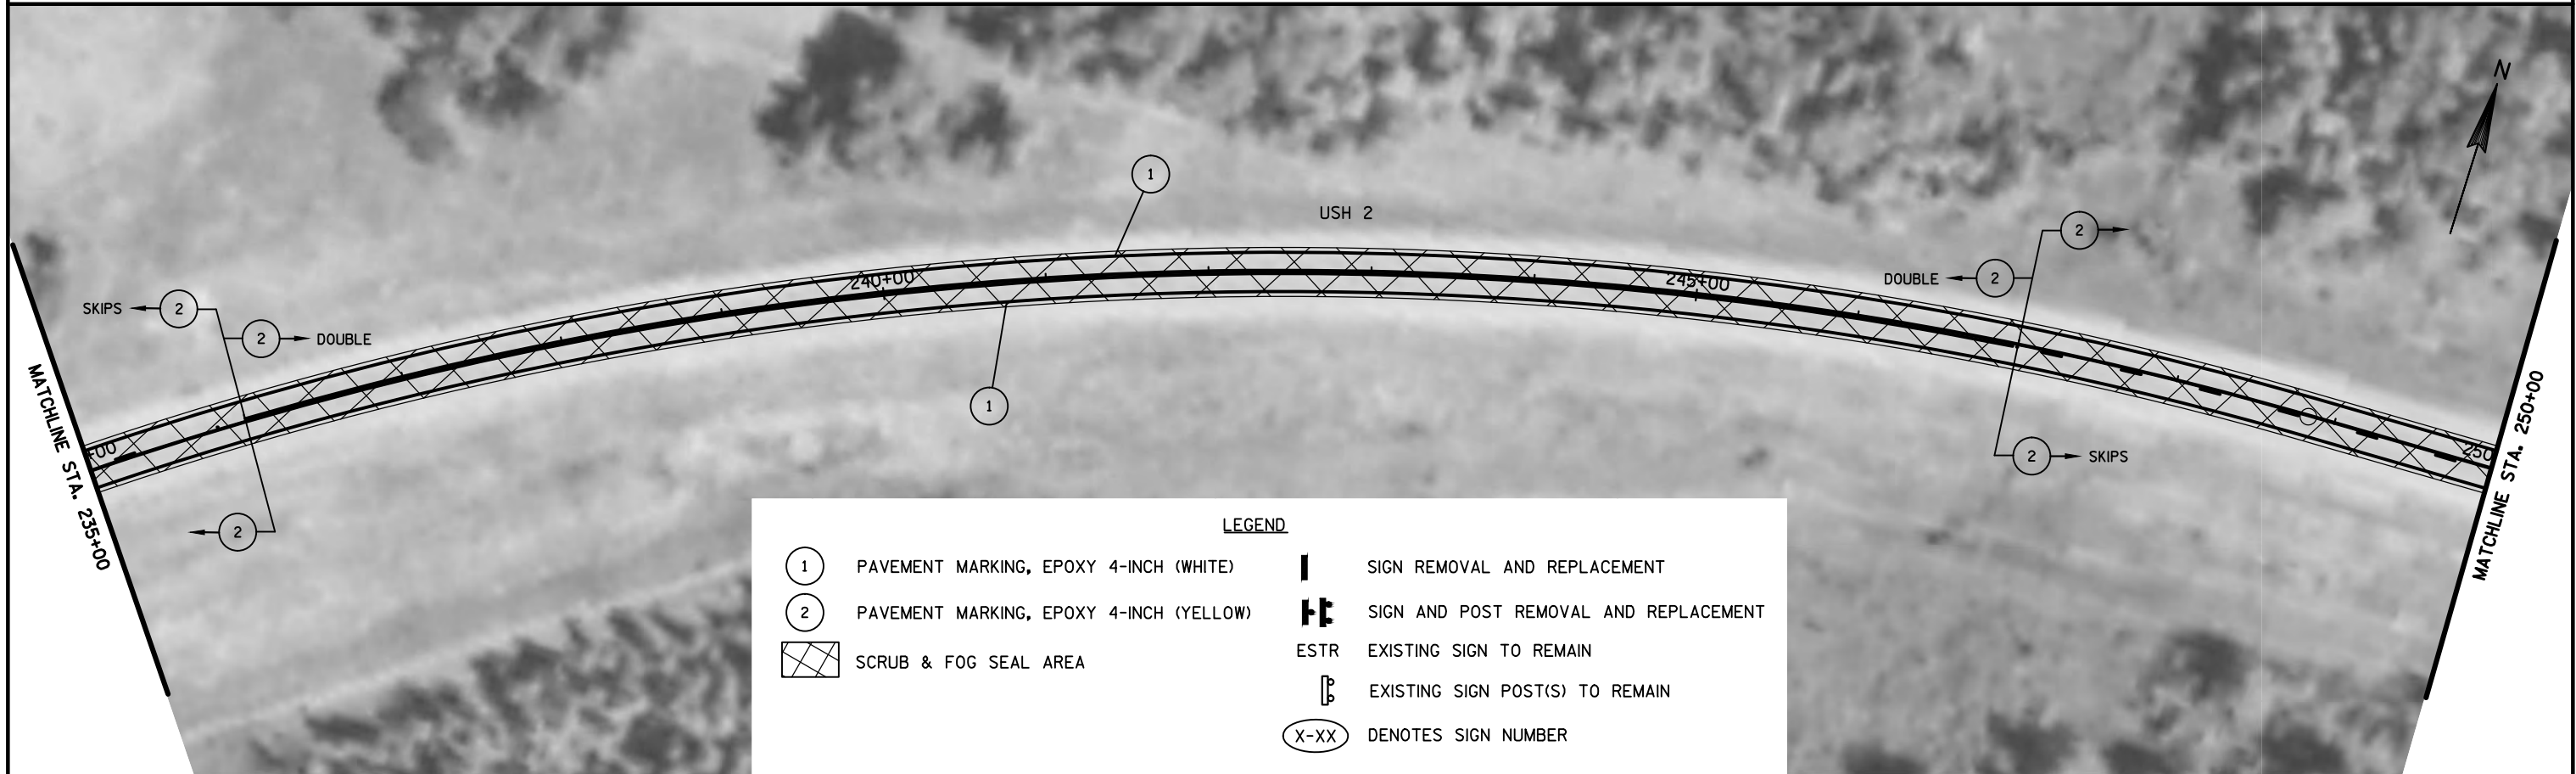 N
1
USH 2
2
DOUBLE 2
240+00
245+00
SKIPS 2
2 DOUBLE
1
MATCHLINE STA. 235+00
+00
2 SKIPS
250
MATCHLINE STA. 250+00
2
LEGEND
1 PAVEMENT MARKING, EPOXY 4-INCH (WHITE)
2 PAVEMENT MARKING, EPOXY 4-INCH (YELLOW)
SCRUB & FOG SEAL AREA
SIGN REMOVAL AND REPLACEMENT
SIGN AND POST REMOVAL AND REPLACEMENT
ESTR EXISTING SIGN TO REMAIN
EXISTING SIGN POST(S) TO REMAIN
X-XX DENOTES SIGN NUMBER